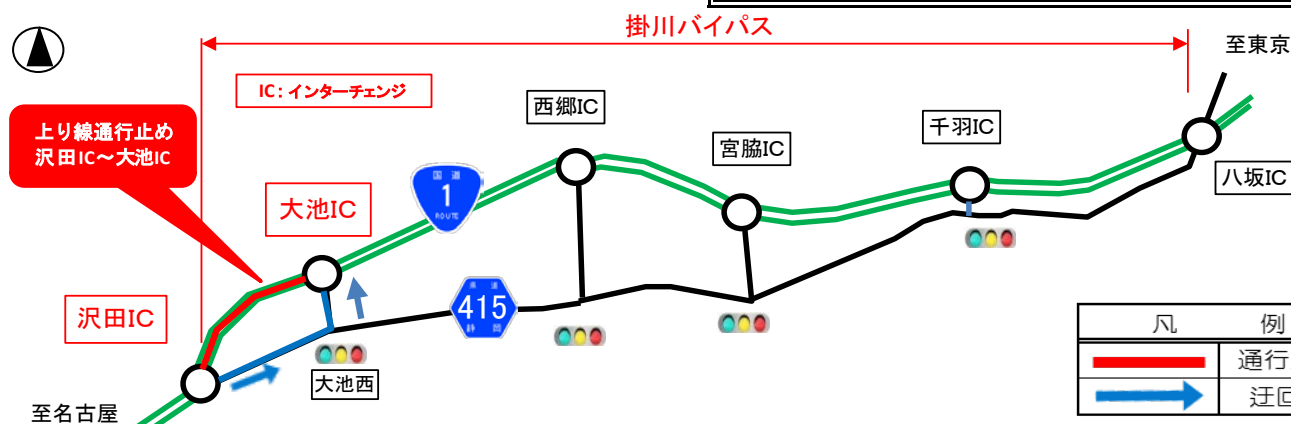 掛川バイパス
至東京
IC：インターチェンジ
西郷IC
千羽IC
上り線通行止め
沢田IC～大池IC
宮脇IC
国道
1
ROUTE
八坂IC
大池IC
県道
415
静岡
沢田IC
凡例
通行
大池西
迂回
至名古屋